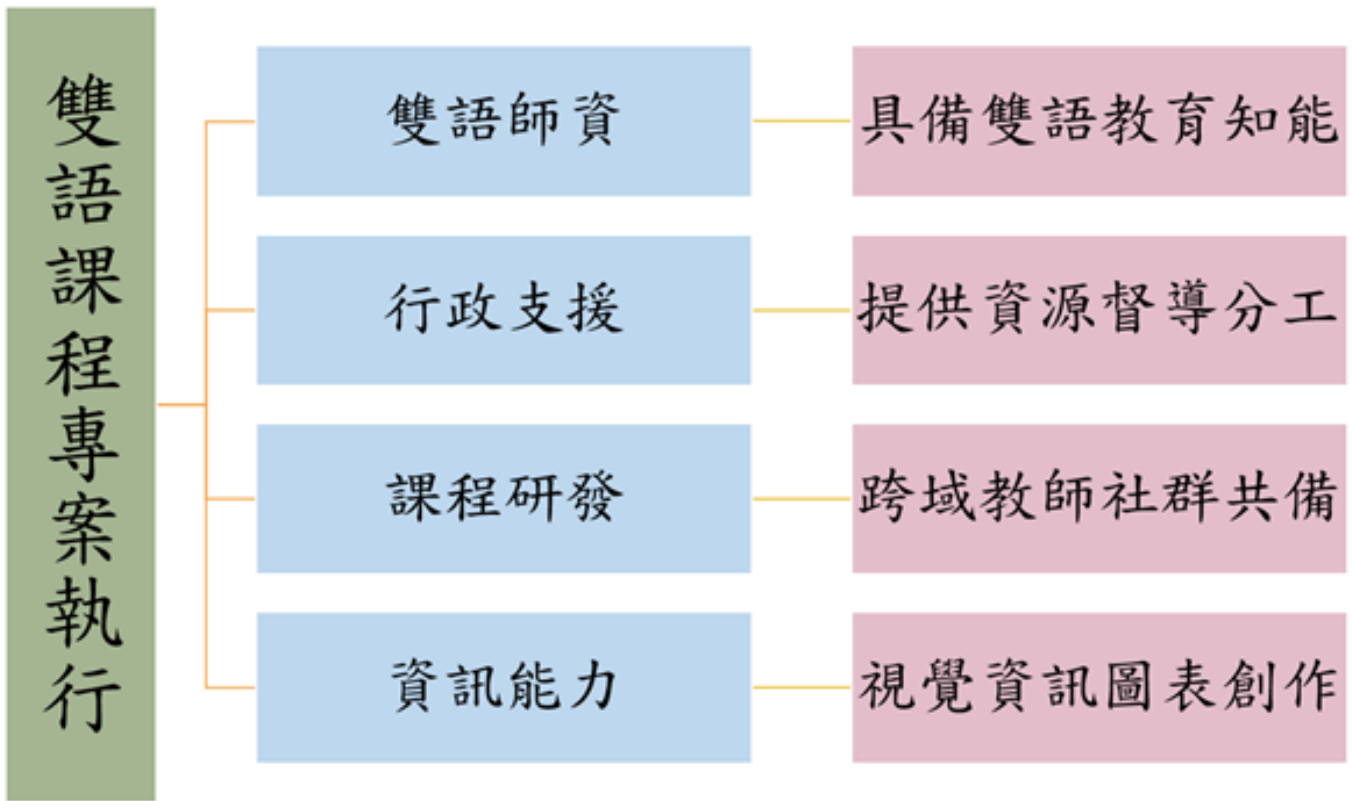 雙語課程專案執行
雙語師資
具備雙語教育知能
行政支援
提供資源督導分工
課程研發
跨域教師社群共備
資訊能力
視覺資訊圖表創作